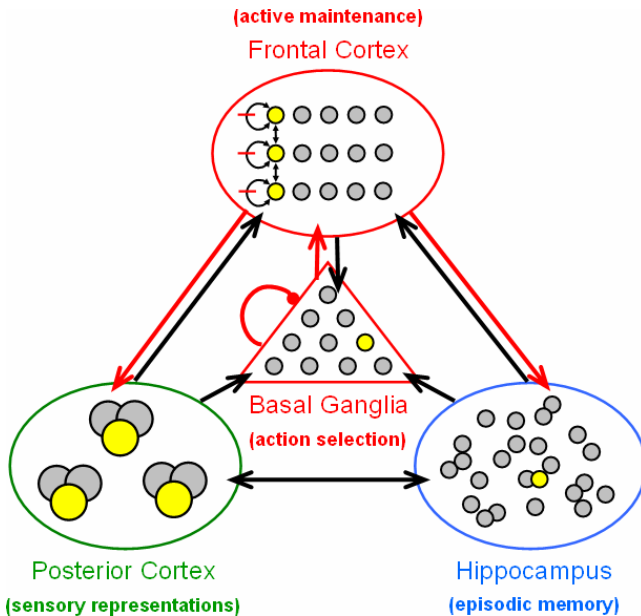 (active maintenance)
Frontal Cortex
Basal Ganglia
(action selection)
Posterior Cortex
(sensory representations)
Hippocampus
(episodic memory)